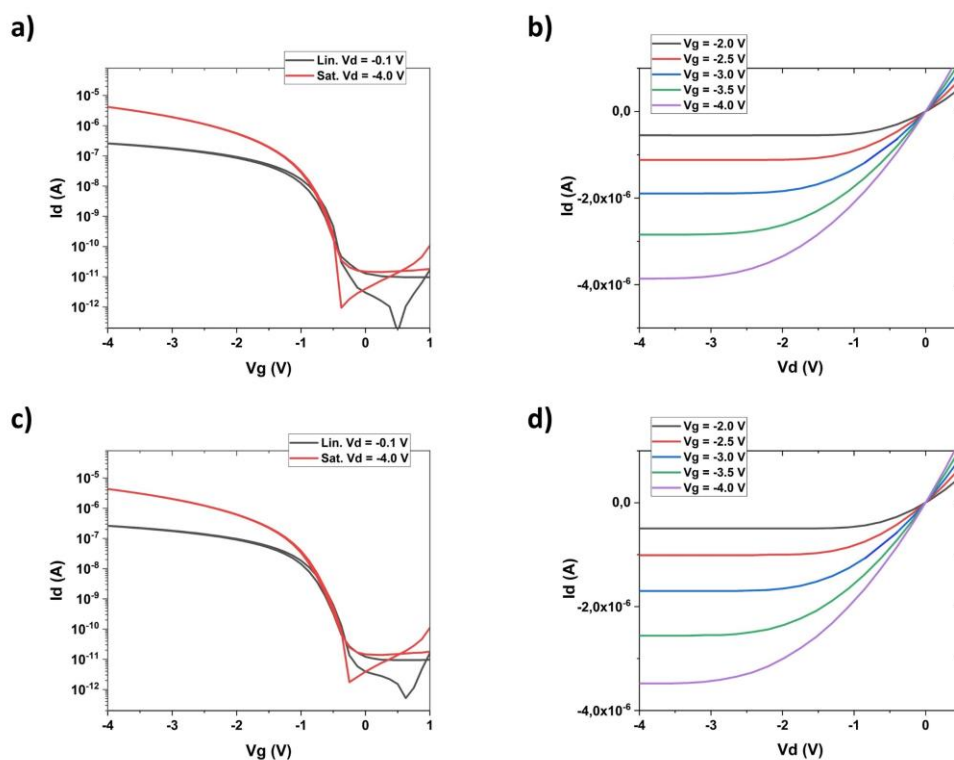 a)
Lin. Vd = -0.1 V
Sat. Vd = -4.0 V
10⁻⁵
10⁻⁶
10⁻⁷
10⁻⁸
10⁻⁹
10⁻¹⁰
10⁻¹¹
10⁻¹²
Id (A)
-4 -3 -2 -1 0 1
Vg (V)
b)
Vg = -2.0 V
Vg = -2.5 V
Vg = -3.0 V
Vg = -3.5 V
Vg = -4.0 V
0,0
-2,0x10⁻⁶
-4,0x10⁻⁶
Id (A)
-4 -3 -2 -1 0
Vd (V)
c)
Lin. Vd = -0.1 V
Sat. Vd = -4.0 V
10⁻⁵
10⁻⁶
10⁻⁷
10⁻⁸
10⁻⁹
10⁻¹⁰
10⁻¹¹
10⁻¹²
Id (A)
-4 -3 -2 -1 0 1
Vg (V)
d)
Vg = -2.0 V
Vg = -2.5 V
Vg = -3.0 V
Vg = -3.5 V
Vg = -4.0 V
0,0
-2,0x10⁻⁶
-4,0x10⁻⁶
Id (A)
-4 -3 -2 -1 0
Vd (V)